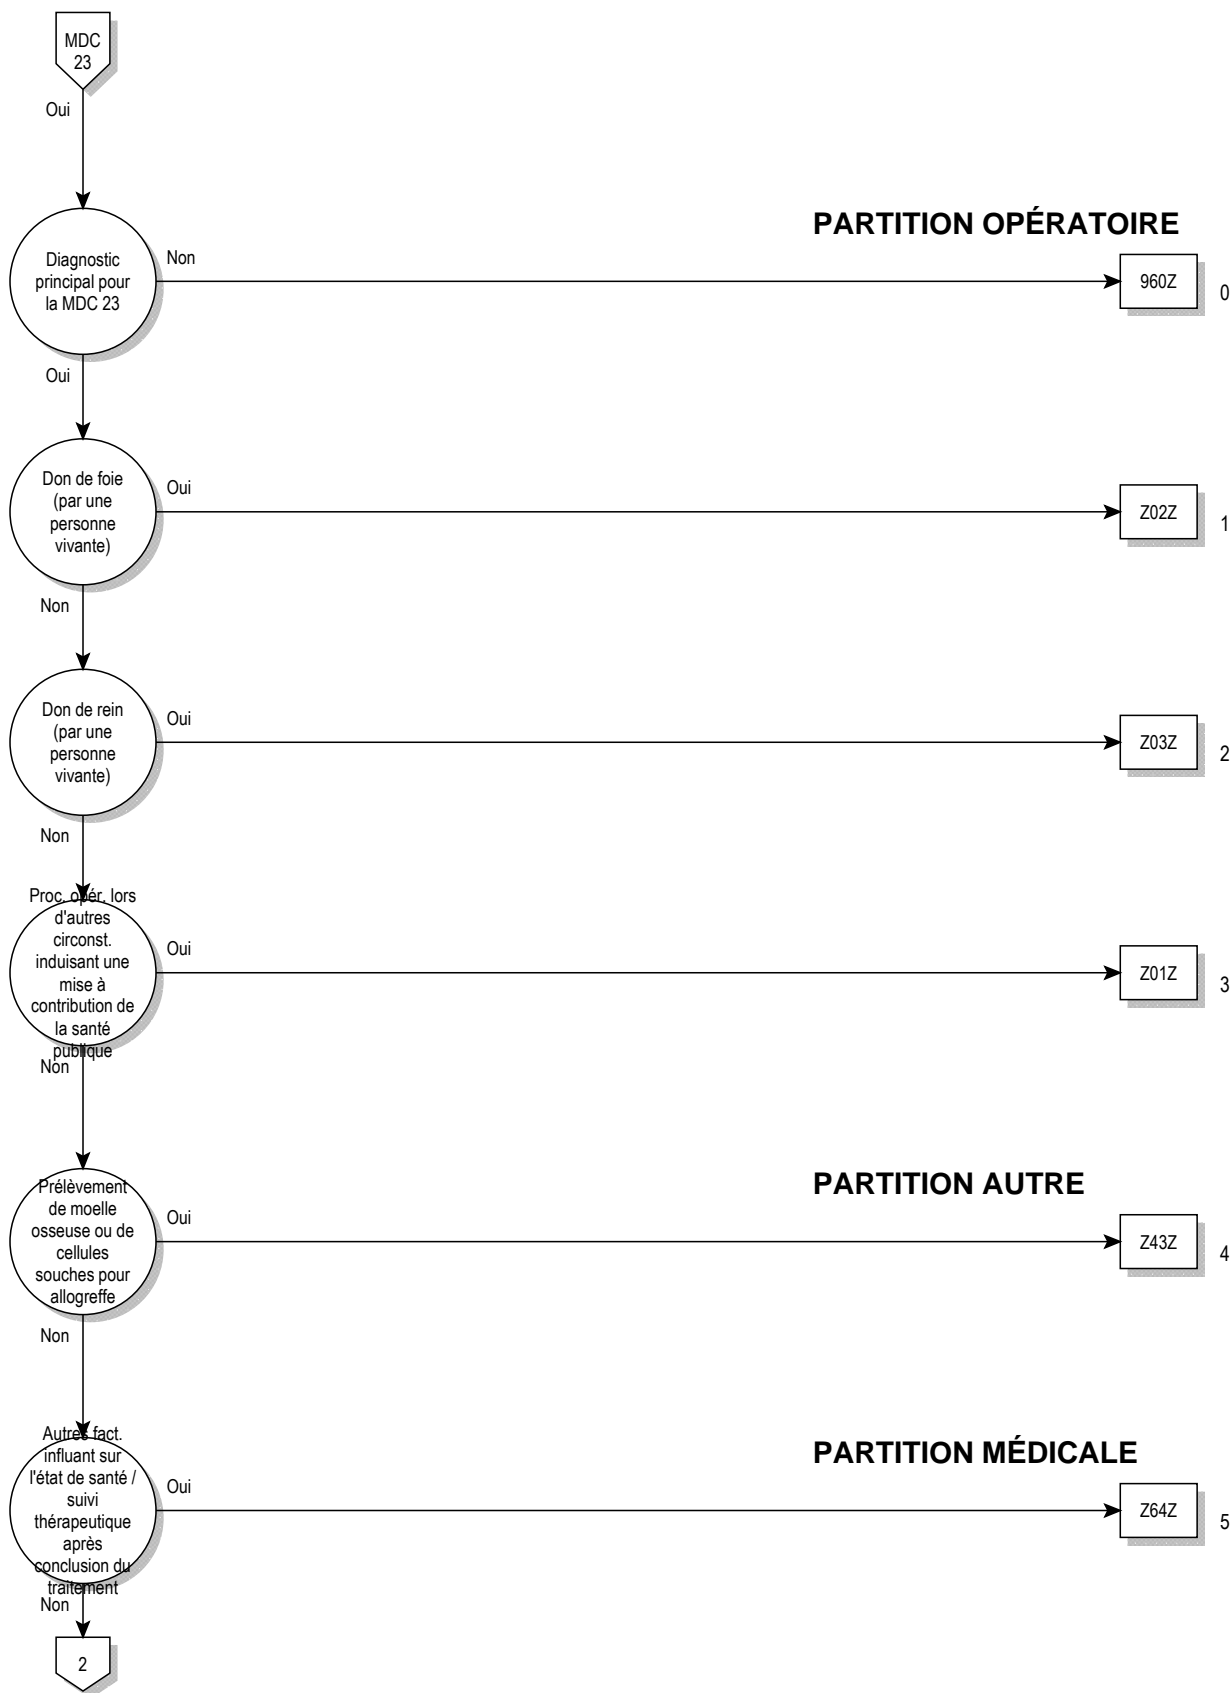 MDC
23
Oui
PARTITION OPÉRATOIRE
Diagnostic
principal pour
la MDC 23
Non
960Z
0
Oui
Don de foie
(par une
personne
vivante)
Oui
Z02Z
1
Non
Don de rein
(par une
personne
vivante)
Oui
Z03Z
2
Non
Proc. opér. lors
d'autres
circonst.
induisant une
mise à
contribution de
la santé
publique
Oui
Z01Z
3
Non
PARTITION AUTRE
Prélèvement
de moelle
osseuse ou de
cellules
souches pour
allogreffe
Oui
Z43Z
4
Non
PARTITION MÉDICALE
Autres fact.
influant sur
l'état de santé /
suivi
thérapeutique
après
conclusion du
traitement
Oui
Z64Z
5
Non
2